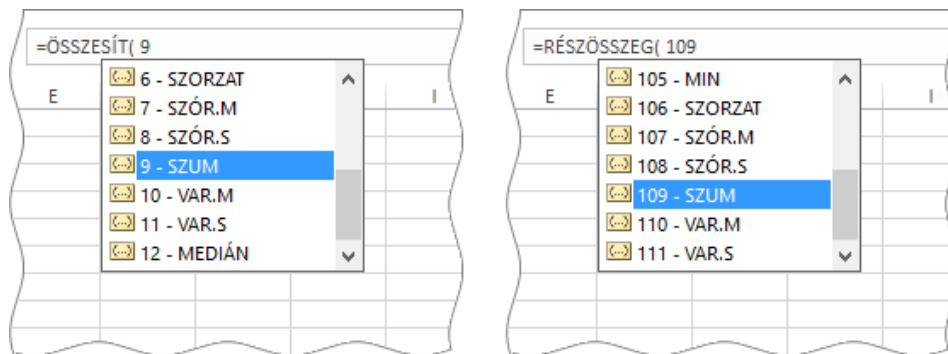 =ÖSSZESÍT( 9
6 - SZORZAT
7 - SZÓR.M
8 - SZÓR.S
9 - SZUM
10 - VAR.M
11 - VAR.S
12 - MEDIÁN
E
I
=RÉSZÖSSZEG( 109
105 - MIN
106 - SZORZAT
107 - SZÓR.M
108 - SZÓR.S
109 - SZUM
110 - VAR.M
111 - VAR.S
E
I